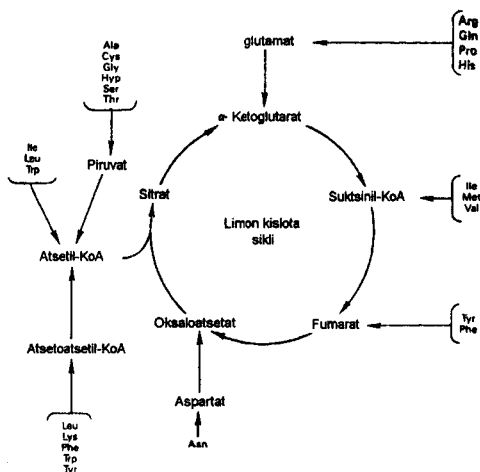 Arg
Gln
Pro
His
glutamat
Ala
Cys
Gly
Hyp
Ser
Thr
α- Ketoglutarat
Ile
Leu
Trp
Piruvat
Sitrat
Suktsinil-KoA
Ile
Met
Val
Limon kislota
sikli
Atsetil-KoA
Oksaloatsetat
Fumarat
Tyr
Phe
Atsetoatsetil-KoA
Aspartat
Asn
Leu
Lys
Phe
Trp
Tyr